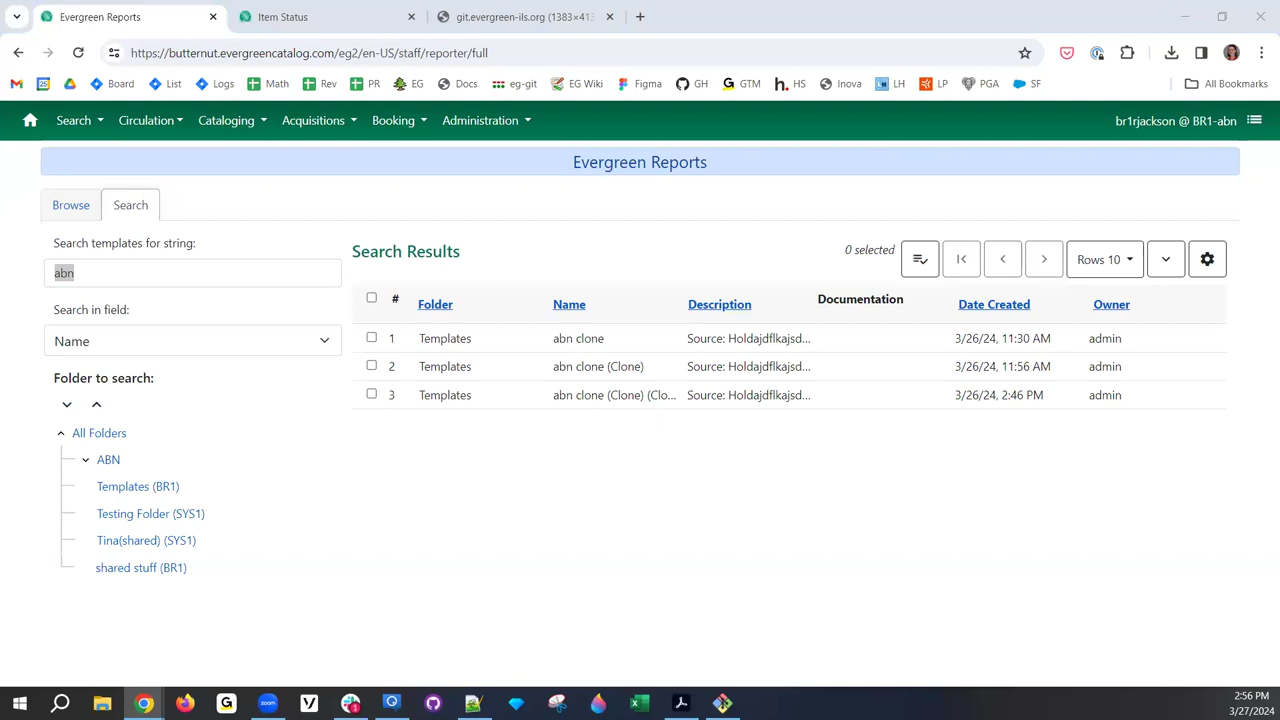 Evergreen Reports
Item Status
git.evergreen-ils.org (1383×413
https://butternut.evergreencatalog.com/eg2/en-US/staff/reporter/full
Board List Logs Math Rev PR EG Docs eg-git EG Wiki Figma GH GTM HS Inova LH LP PGA SF All Bookmarks
Search Circulation Cataloging Acquisitions Booking Administration br1rjackson @ BR1-abn
Evergreen Reports
Browse Search
Search templates for string:
abn
Search in field:
Name
Folder to search:
All Folders
ABN
Templates (BR1)
Testing Folder (SYS1)
Tina(shared) (SYS1)
shared stuff (BR1)
Search Results
0 selected
Rows 10
# Folder Name Description Documentation Date Created Owner
1 Templates abn clone Source: Holdajdflkajsd... 3/26/24, 11:30 AM admin
2 Templates abn clone (Clone) Source: Holdajdflkajsd... 3/26/24, 11:56 AM admin
3 Templates abn clone (Clone) (Clo... Source: Holdajdflkajsd... 3/26/24, 2:46 PM admin
2:56 PM
3/27/2024